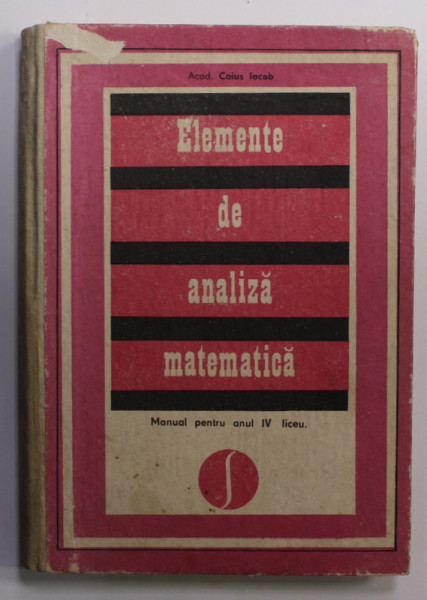 Acad. Caius Iacob
Elemente
de
analiză
matematică
Manual pentru anul IV liceu.